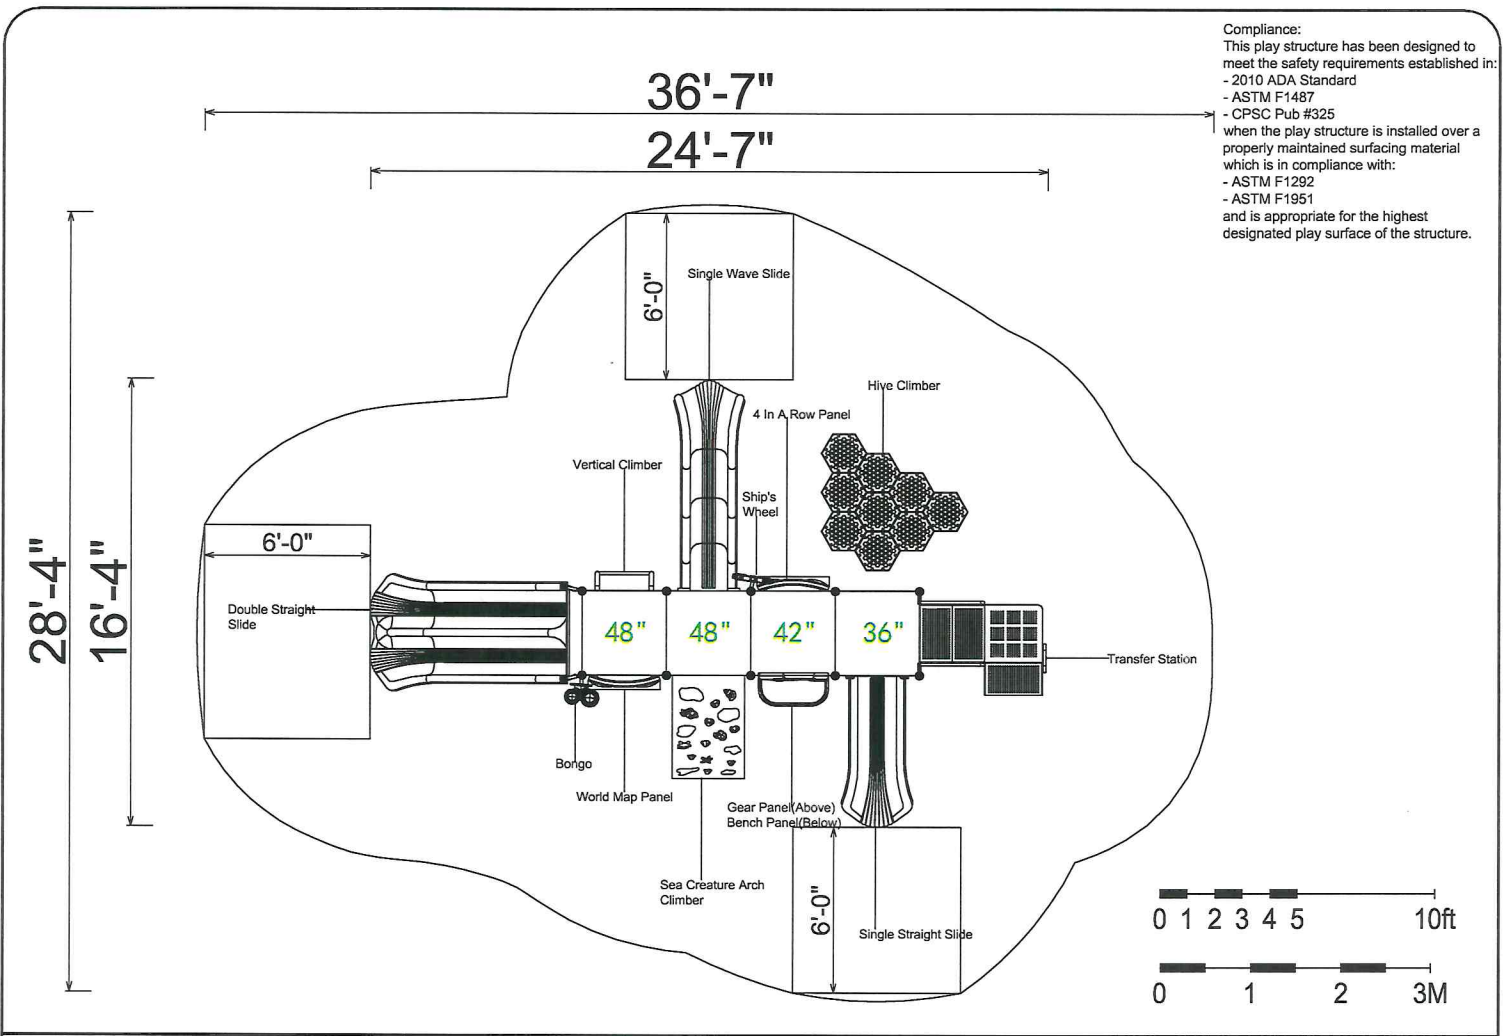 Compliance:
This play structure has been designed to
meet the safety requirements established in:
- 2010 ADA Standard
- ASTM F1487
- CPSC Pub #325
when the play structure is installed over a
properly maintained surfacing material
which is in compliance with:
- ASTM F1292
- ASTM F1951
and is appropriate for the highest
designated play surface of the structure.
36'-7"
24'-7"
Single Wave Slide
6'-0"
Hive Climber
4 In A Row Panel
Vertical Climber
Ship's
Wheel
28'-4"
16'-4"
6'-0"
Double Straight
Slide
48"
48"
42"
36"
Transfer Station
Bongo
World Map Panel
Gear Panel(Above)
Bench Panel(Below)
Sea Creature Arch
Climber
6'-0"
Single Straight Slide
0 1 2 3 4 5 10ft
0 1 2 3M